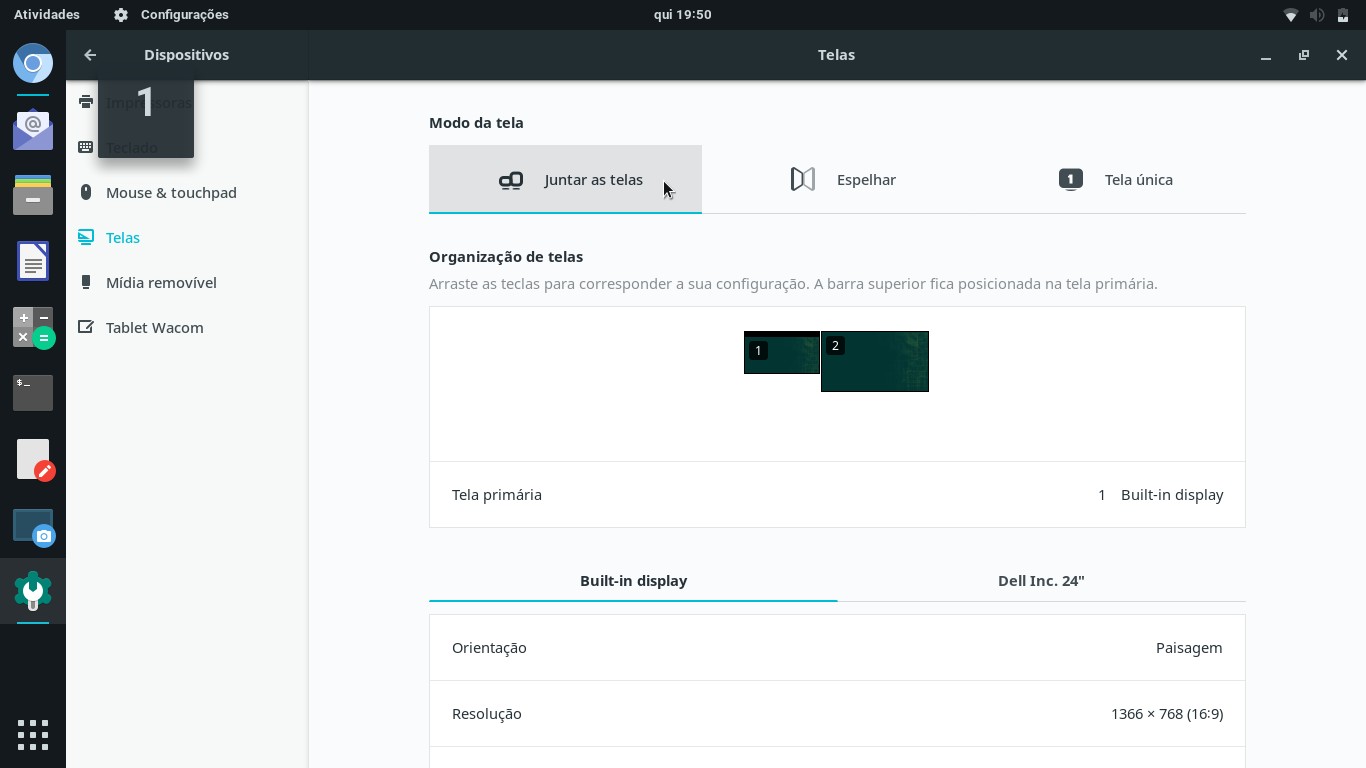 Atividades Configurações qui 19:50
Dispositivos Telas
1
Impressoras
Teclado
Mouse & touchpad
Telas
Mídia removível
Tablet Wacom
Modo da tela
Juntar as telas Espelhar 1 Tela única
Organização de telas
Arraste as teclas para corresponder a sua configuração. A barra superior fica posicionada na tela primária.
1 2
Tela primária 1 Built-in display
Built-in display Dell Inc. 24"
Orientação Paisagem
Resolução 1366 × 768 (16:9)